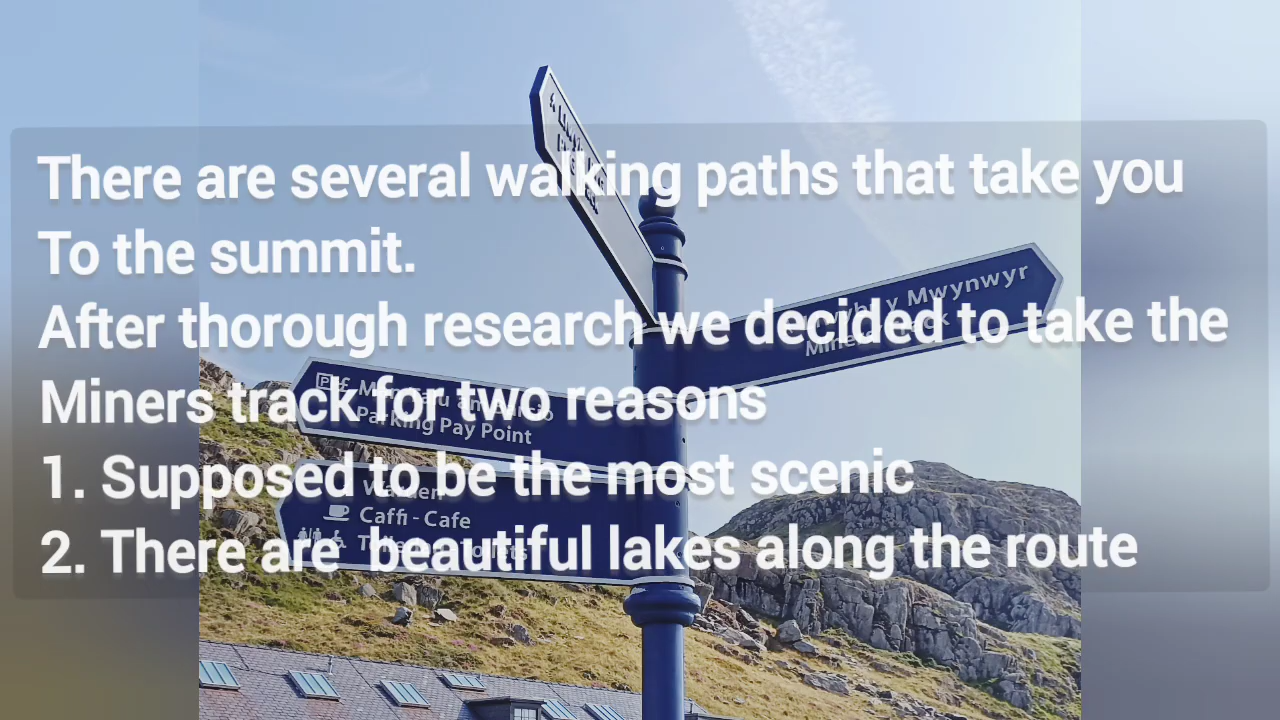 There are several walking paths that take you
To the summit.
After thorough research we decided to take the
Miners track for two reasons
1. Supposed to be the most scenic
2. There are beautiful lakes along the route
y Mwynwyr
Parking Pay Point
Caffi - Cafe